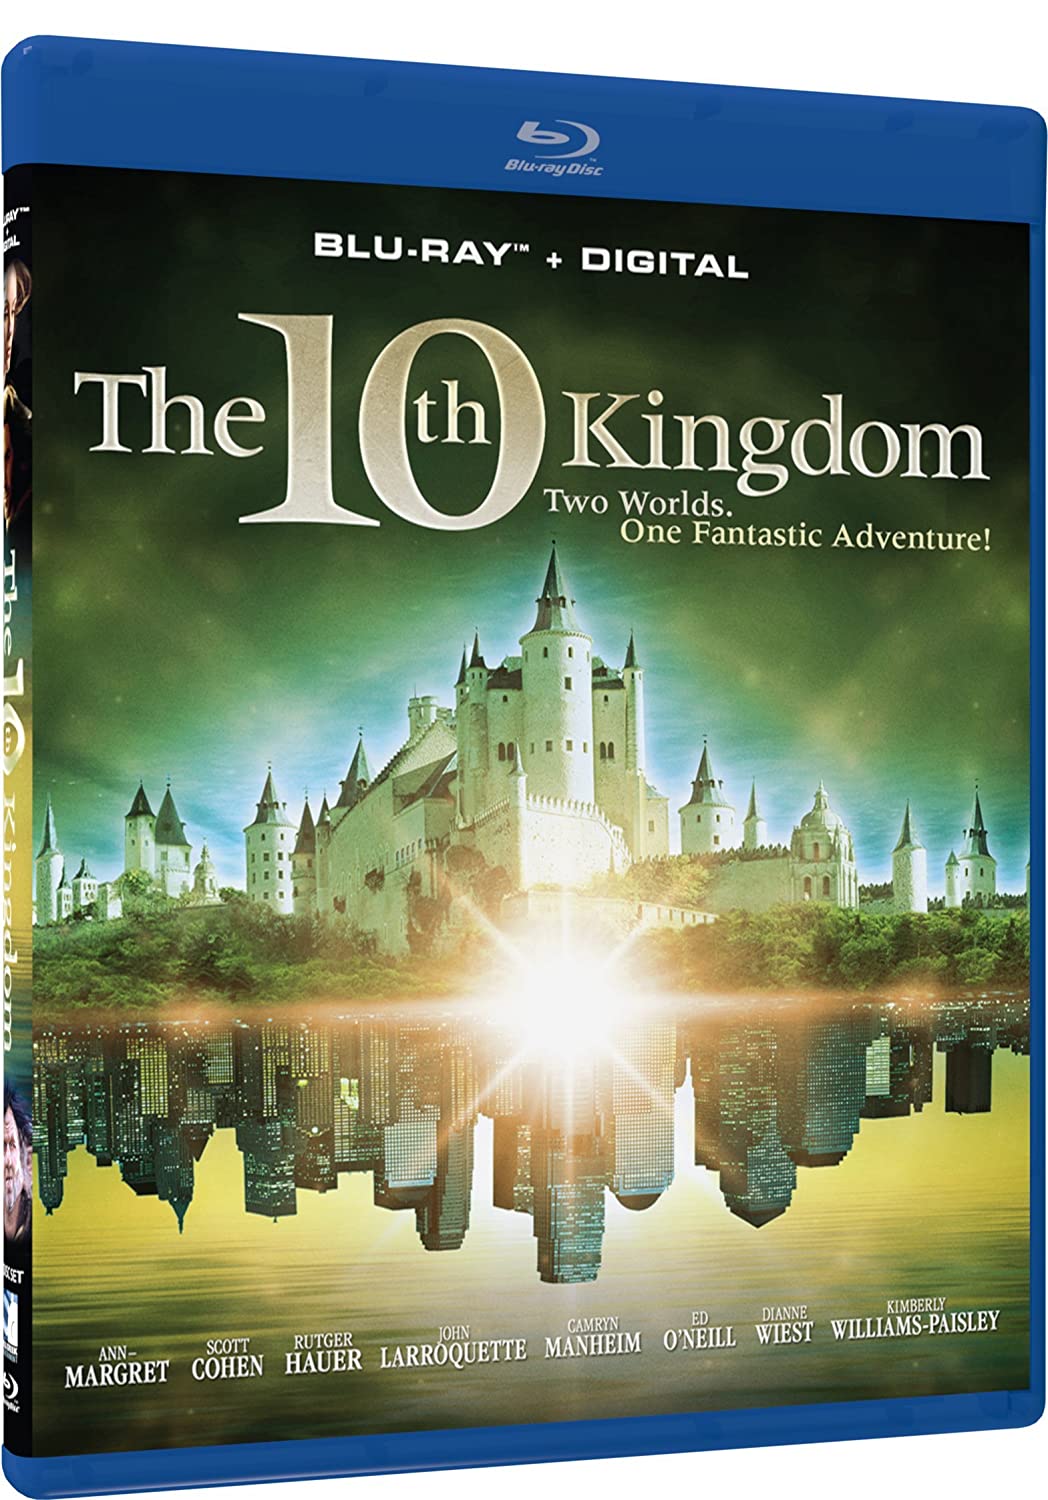 Blu-ray Disc™
BLU-RAY™ + DIGITAL
The 10th Kingdom
Two Worlds.
One Fantastic Adventure!
ANN-MARGRET
SCOTT COHEN
RUTGER HAUER
JOHN LARROQUETTE
CAMRYN MANHEIM
ED O'NEILL
DIANNE WIEST
KIMBERLY WILLIAMS-PAISLEY
The 10th Kingdom